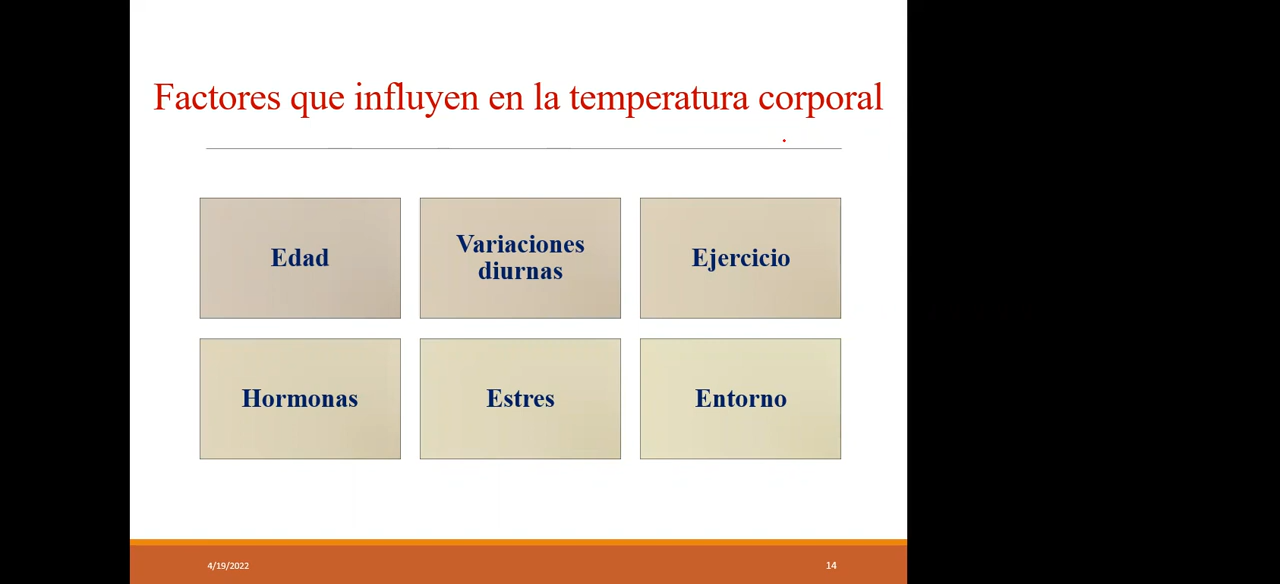 Factores que influyen en la temperatura corporal
Edad
Variaciones
diurnas
Ejercicio
Hormonas
Estres
Entorno
4/19/2022
14